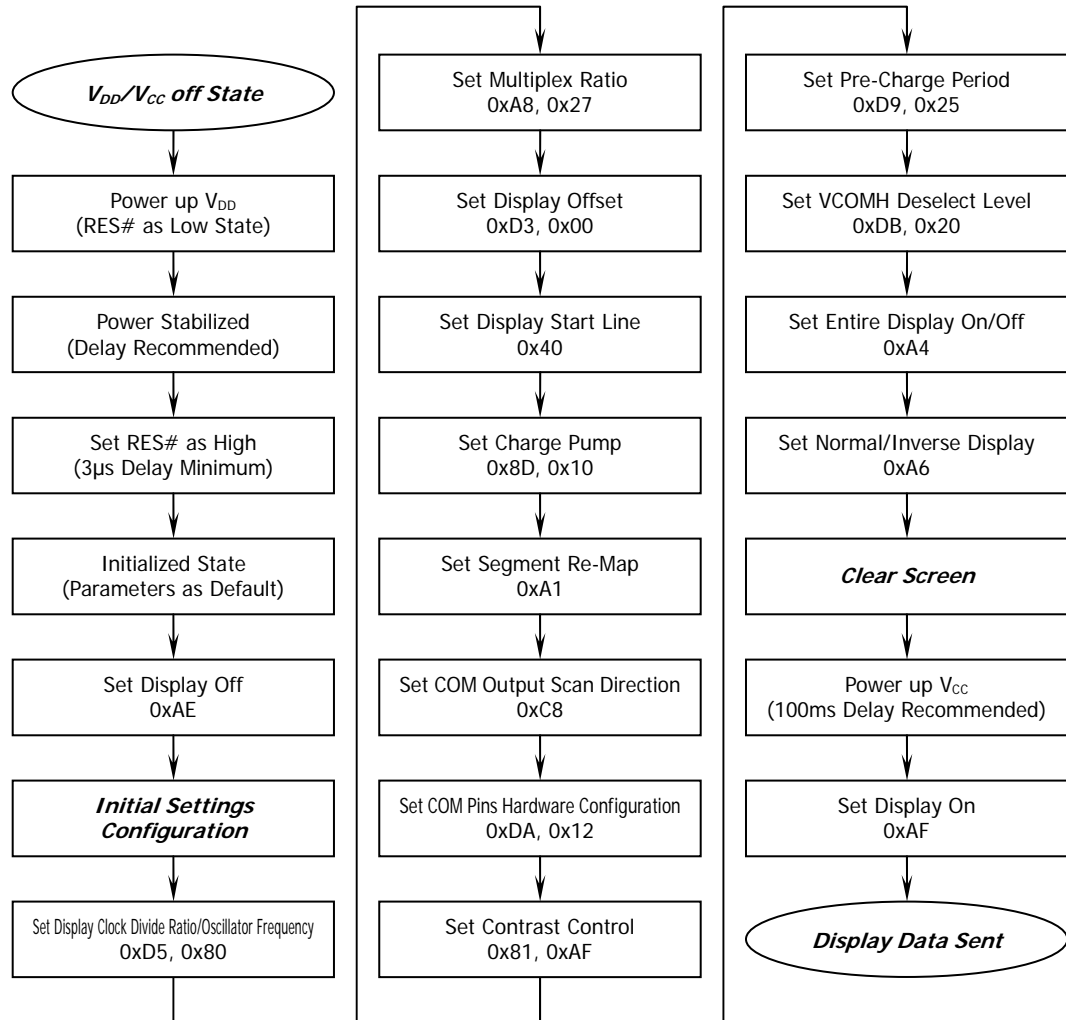 V_DD/V_CC off State
Power up V_DD
(RES# as Low State)
Power Stabilized
(Delay Recommended)
Set RES# as High
(3µs Delay Minimum)
Initialized State
(Parameters as Default)
Set Display Off
0xAE
Initial Settings
Configuration
Set Display Clock Divide Ratio/Oscillator Frequency
0xD5, 0x80
Set Multiplex Ratio
0xA8, 0x27
Set Display Offset
0xD3, 0x00
Set Display Start Line
0x40
Set Charge Pump
0x8D, 0x10
Set Segment Re-Map
0xA1
Set COM Output Scan Direction
0xC8
Set COM Pins Hardware Configuration
0xDA, 0x12
Set Contrast Control
0x81, 0xAF
Set Pre-Charge Period
0xD9, 0x25
Set VCOMH Deselect Level
0xDB, 0x20
Set Entire Display On/Off
0xA4
Set Normal/Inverse Display
0xA6
Clear Screen
Power up V_CC
(100ms Delay Recommended)
Set Display On
0xAF
Display Data Sent